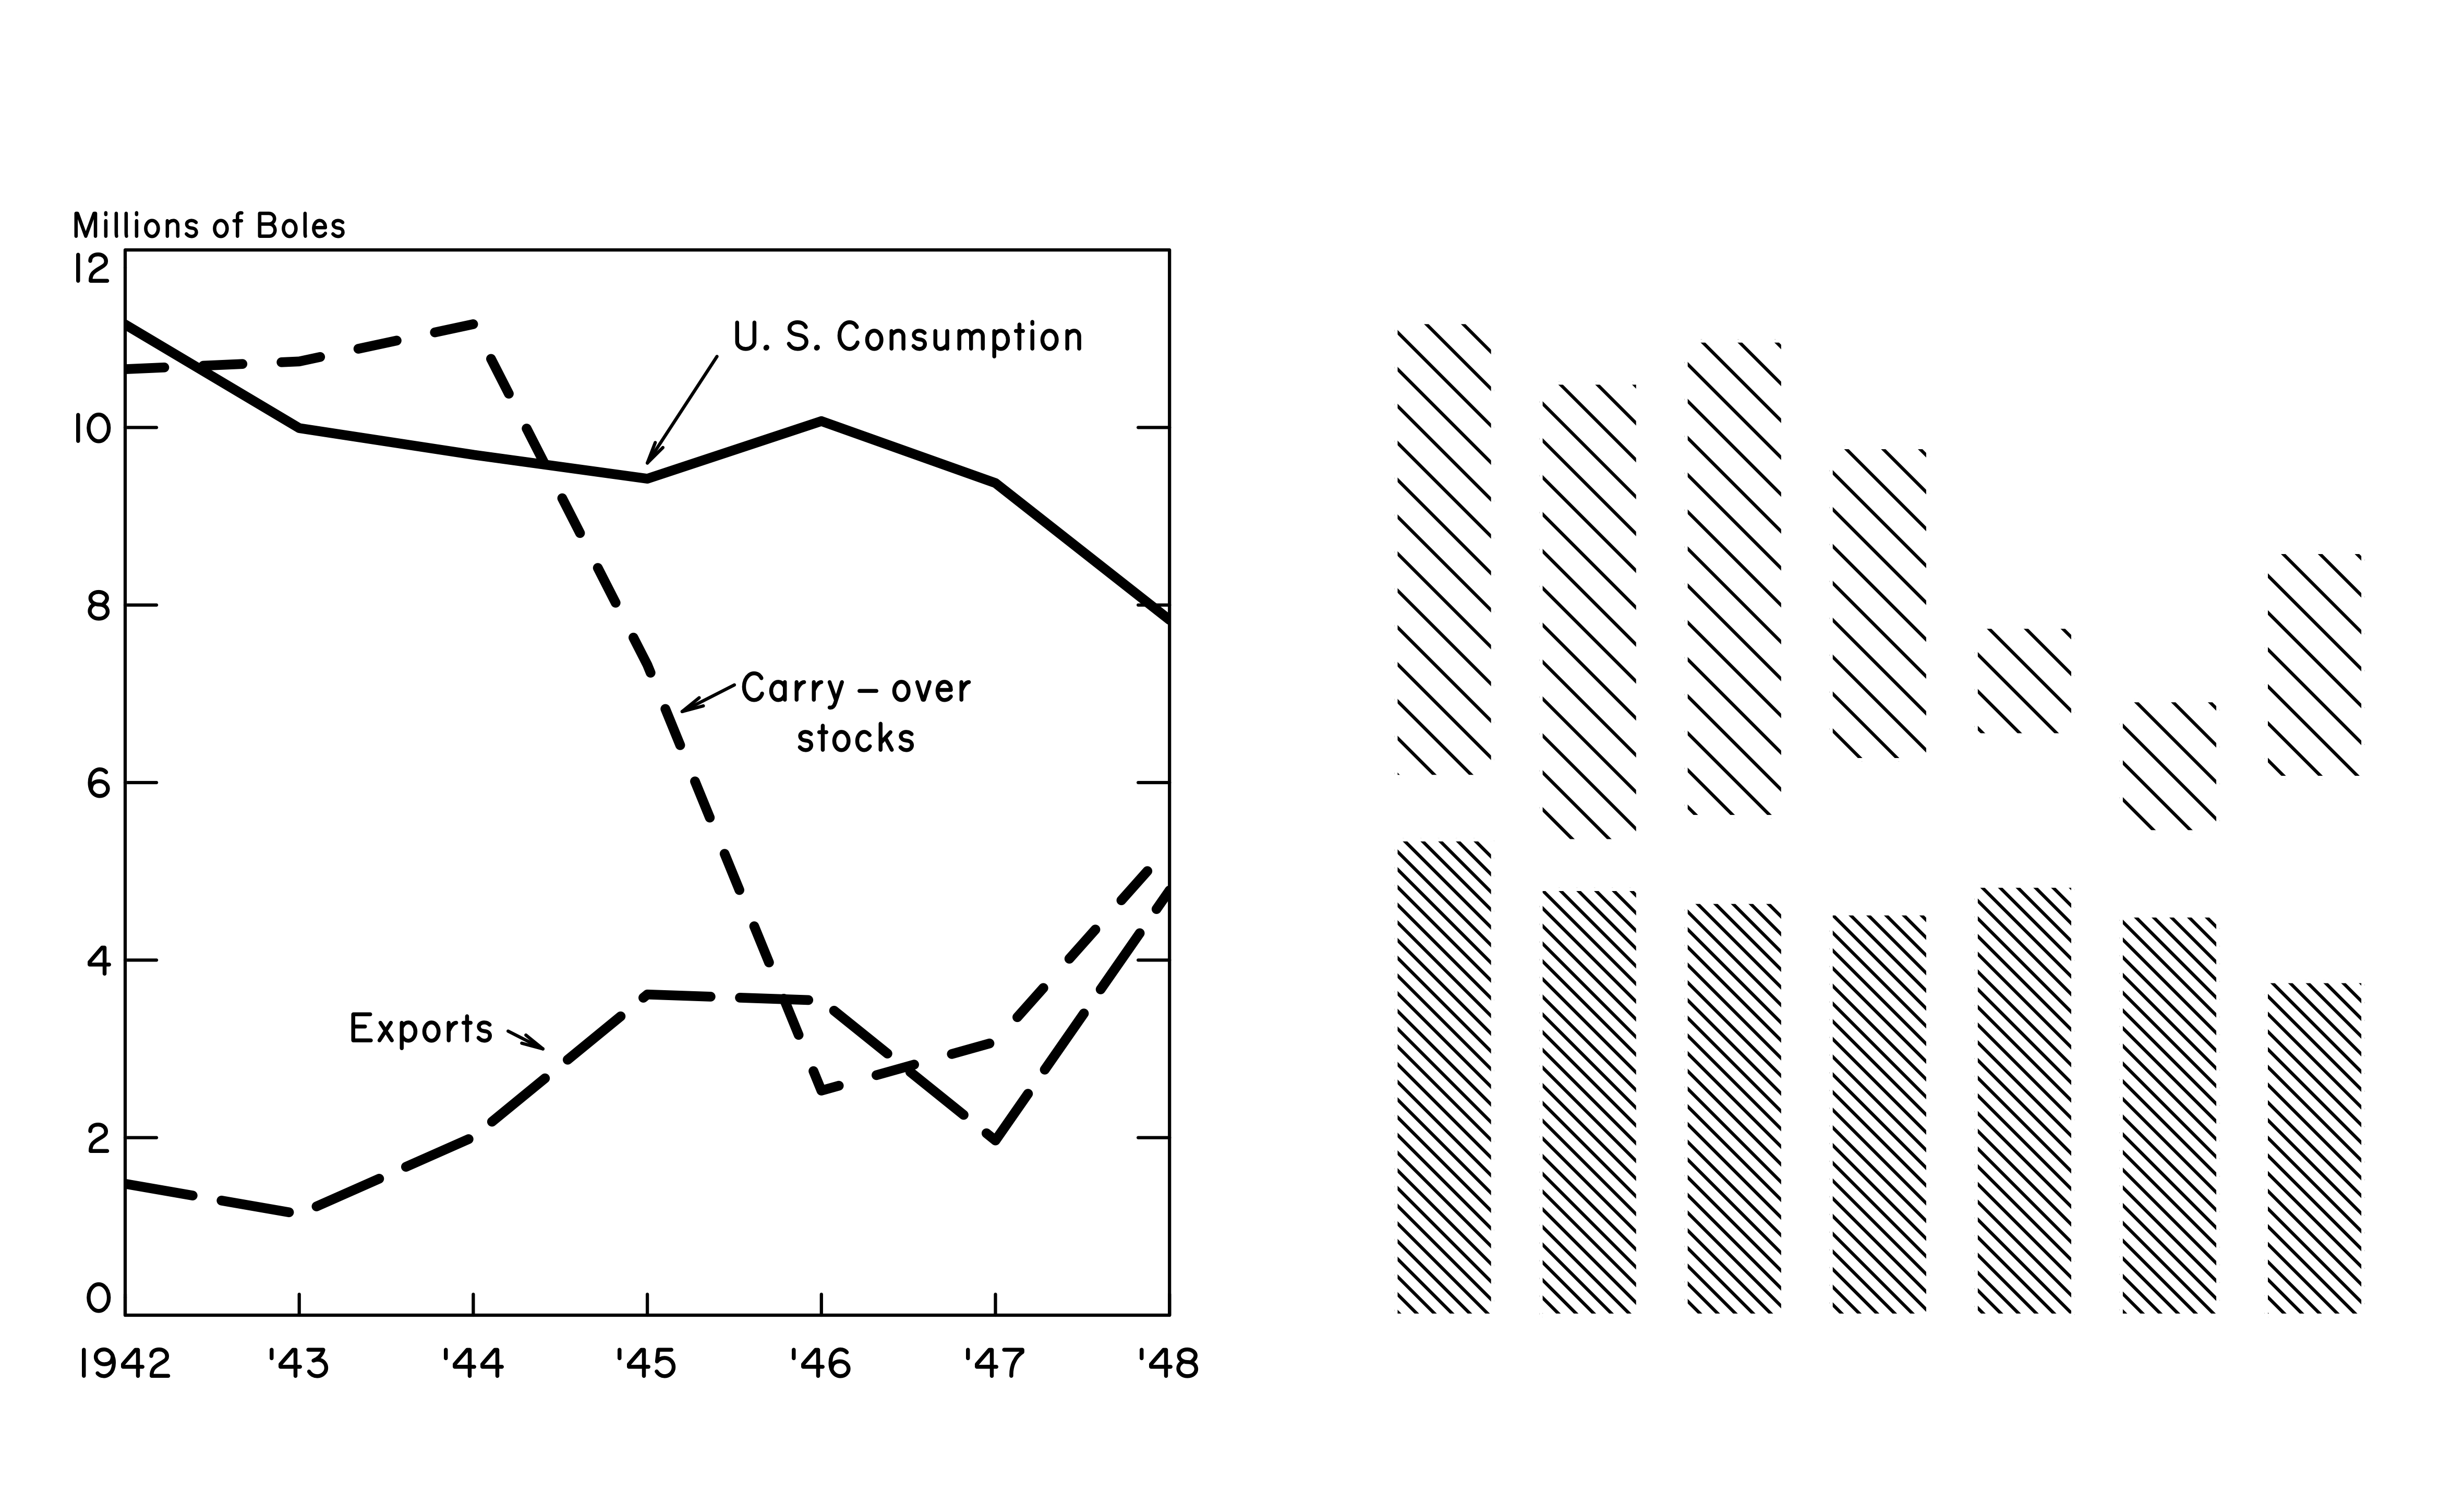 Millions of Boles
12
U. S. Consumption
10
8
Carry – over
stocks
6
4
Exports
2
0
1942 '43 '44 '45 '46 '47 '48